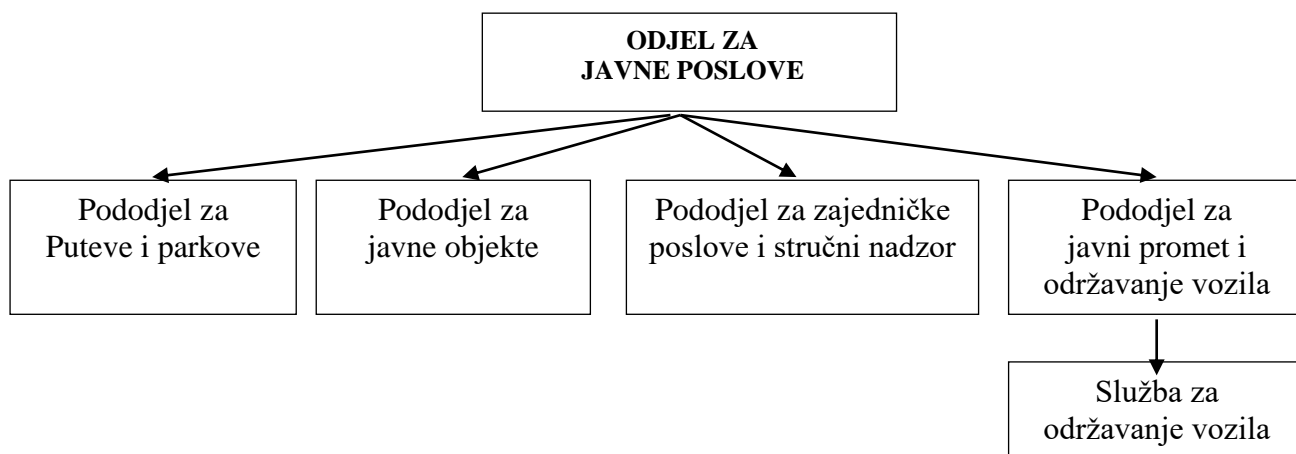 ODJEL ZA
JAVNE POSLOVE
Pododjel za
Puteve i parkove
Pododjel za
javne objekte
Pododjel za zajedničke
poslove i stručni nadzor
Pododjel za
javni promet i
održavanje vozila
Služba za
održavanje vozila